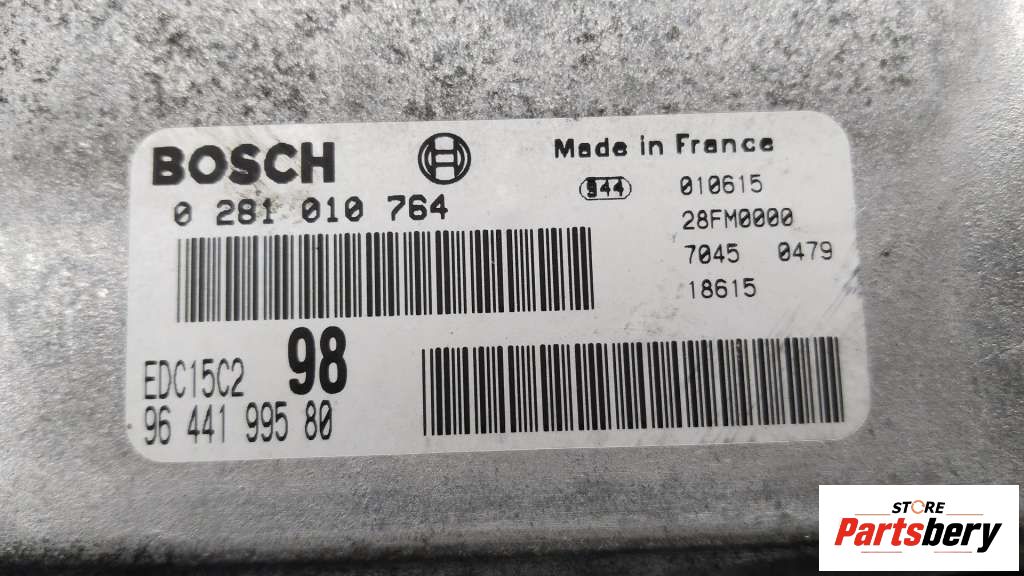 BOSCH
Made in France
0 281 010 764
944
010615
28FM0000
7045 0479
18615
98
EDC15C2
96 441 995 80
STORE
Partsbery